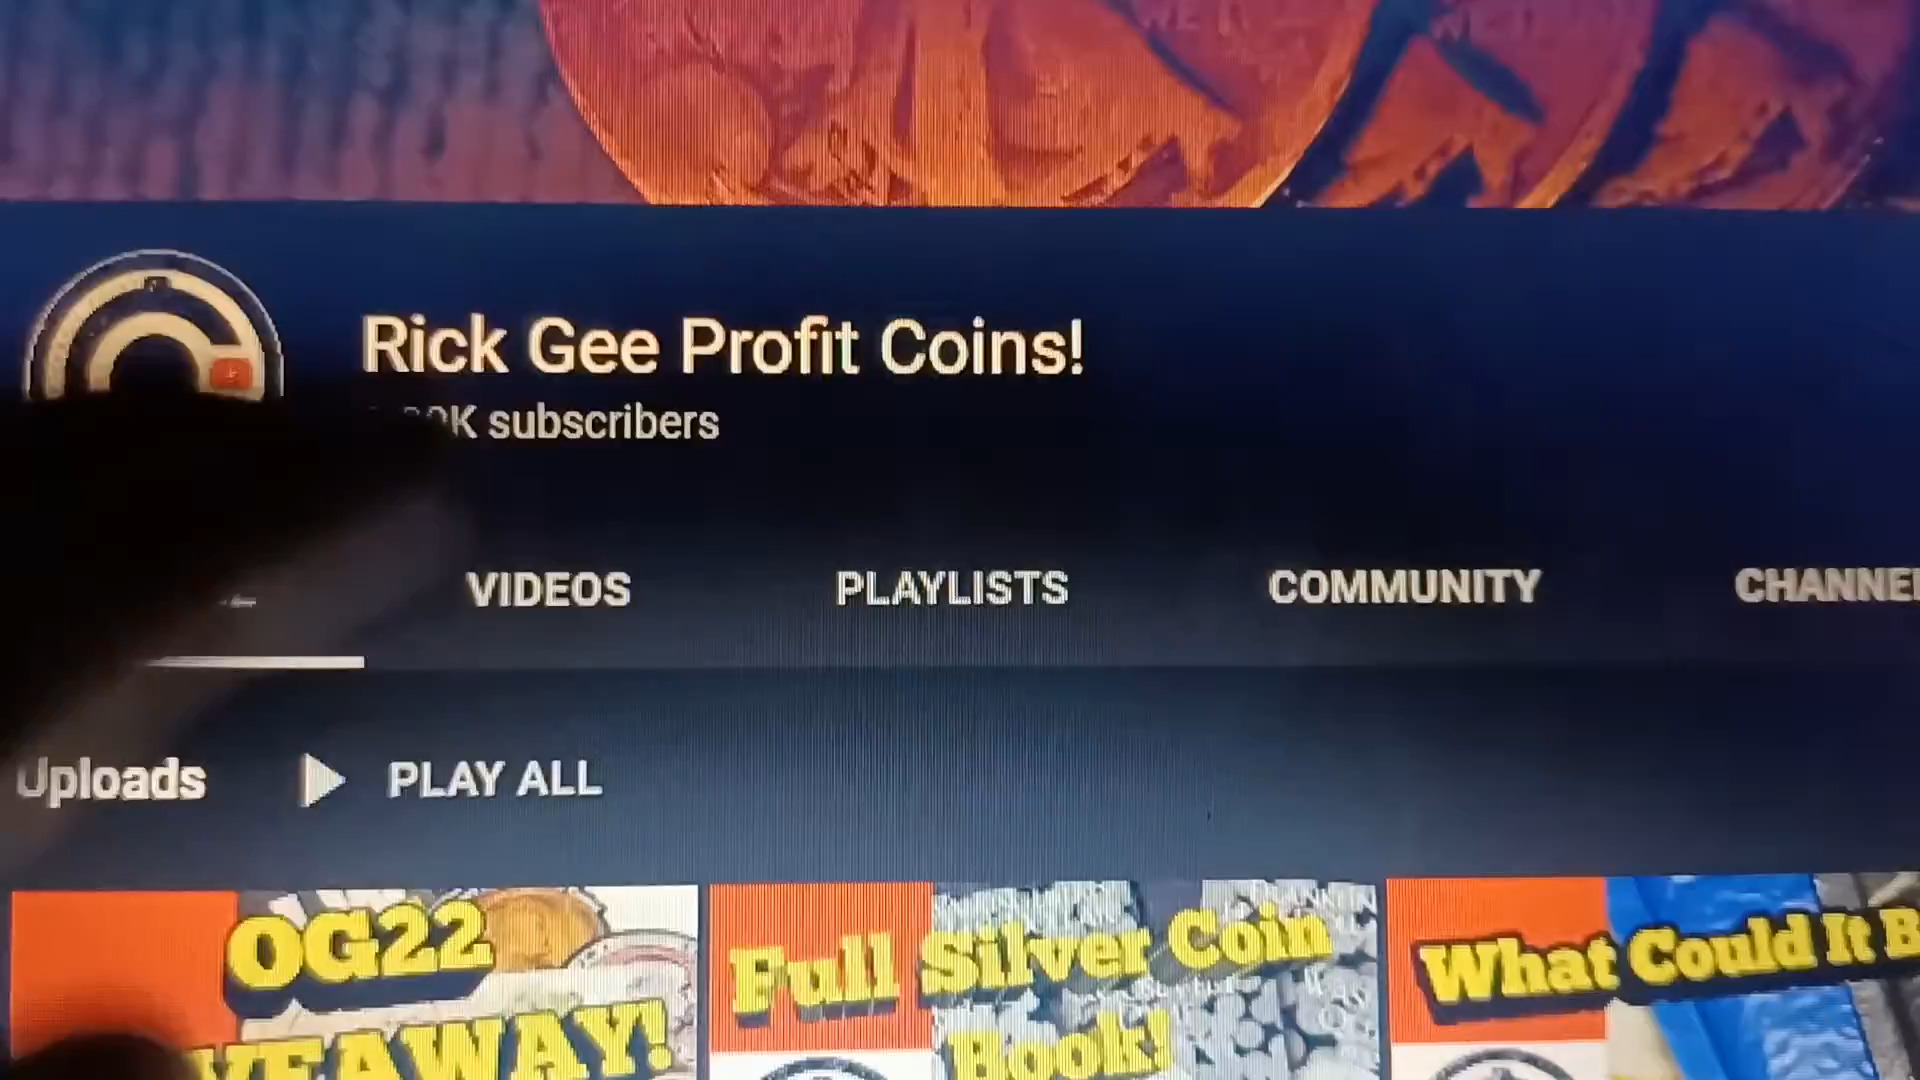 Rick Gee Profit Coins!
subscribers
VIDEOS PLAYLISTS COMMUNITY
Uploads PLAY ALL
OG22 Full Silver Coin What Could It
Book!